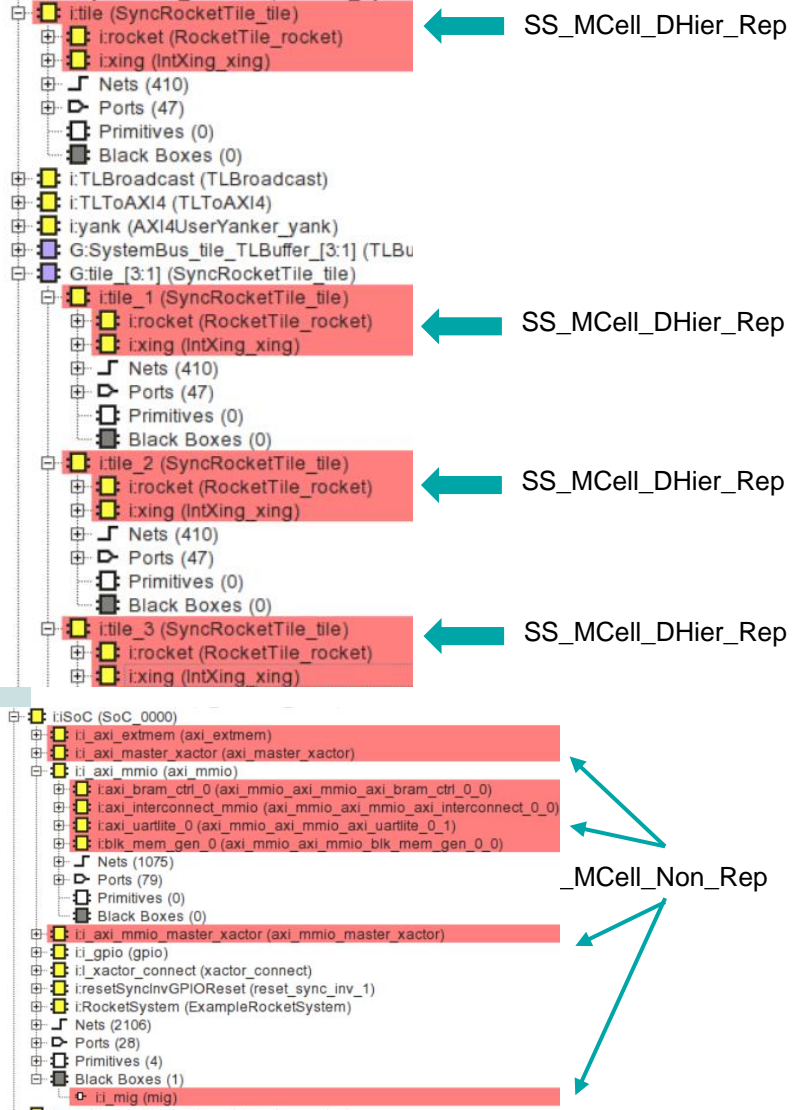 i:tile (SyncRocketTile_tile)
SS_MCell_DHier_Rep
i:rocket (RocketTile_rocket)
i:xing (IntXing_xing)
Nets (410)
Ports (47)
Primitives (0)
Black Boxes (0)
i:TLBroadcast (TLBroadcast)
i:TLToAXI4 (TLToAXI4)
i:yank (AXI4UserYanker_yank)
G:SystemBus_tile_TLBuffer_[3:1] (TLBu
G:tile_[3:1] (SyncRocketTile_tile)
i:tile_1 (SyncRocketTile_tile)
i:rocket (RocketTile_rocket)
SS_MCell_DHier_Rep
i:xing (IntXing_xing)
Nets (410)
Ports (47)
Primitives (0)
Black Boxes (0)
i:tile_2 (SyncRocketTile_tile)
i:rocket (RocketTile_rocket)
SS_MCell_DHier_Rep
i:xing (IntXing_xing)
Nets (410)
Ports (47)
Primitives (0)
Black Boxes (0)
i:tile_3 (SyncRocketTile_tile)
SS_MCell_DHier_Rep
i:rocket (RocketTile_rocket)
i:xing (IntXing_xing)
i:iSoC (SoC_0000)
i:i_axi_extmem (axi_extmem)
i:i_axi_master_xactor (axi_master_xactor)
i:i_axi_mmio (axi_mmio)
i:axi_bram_ctrl_0 (axi_mmio_axi_mmio_axi_bram_ctrl_0_0)
i:axi_interconnect_mmio (axi_mmio_axi_mmio_axi_interconnect_0_0)
i:axi_uartlite_0 (axi_mmio_axi_mmio_axi_uartlite_0_1)
i:blk_mem_gen_0 (axi_mmio_axi_mmio_blk_mem_gen_0_0)
Nets (1075)
Ports (79)
_MCell_Non_Rep
Primitives (0)
Black Boxes (0)
i:i_axi_mmio_master_xactor (axi_mmio_master_xactor)
i:i_gpio (gpio)
i:I_xactor_connect (xactor_connect)
i:resetSyncInvGPIOReset (reset_sync_inv_1)
i:RocketSystem (ExampleRocketSystem)
Nets (2106)
Ports (28)
Primitives (4)
Black Boxes (1)
i:i_mig (mig)